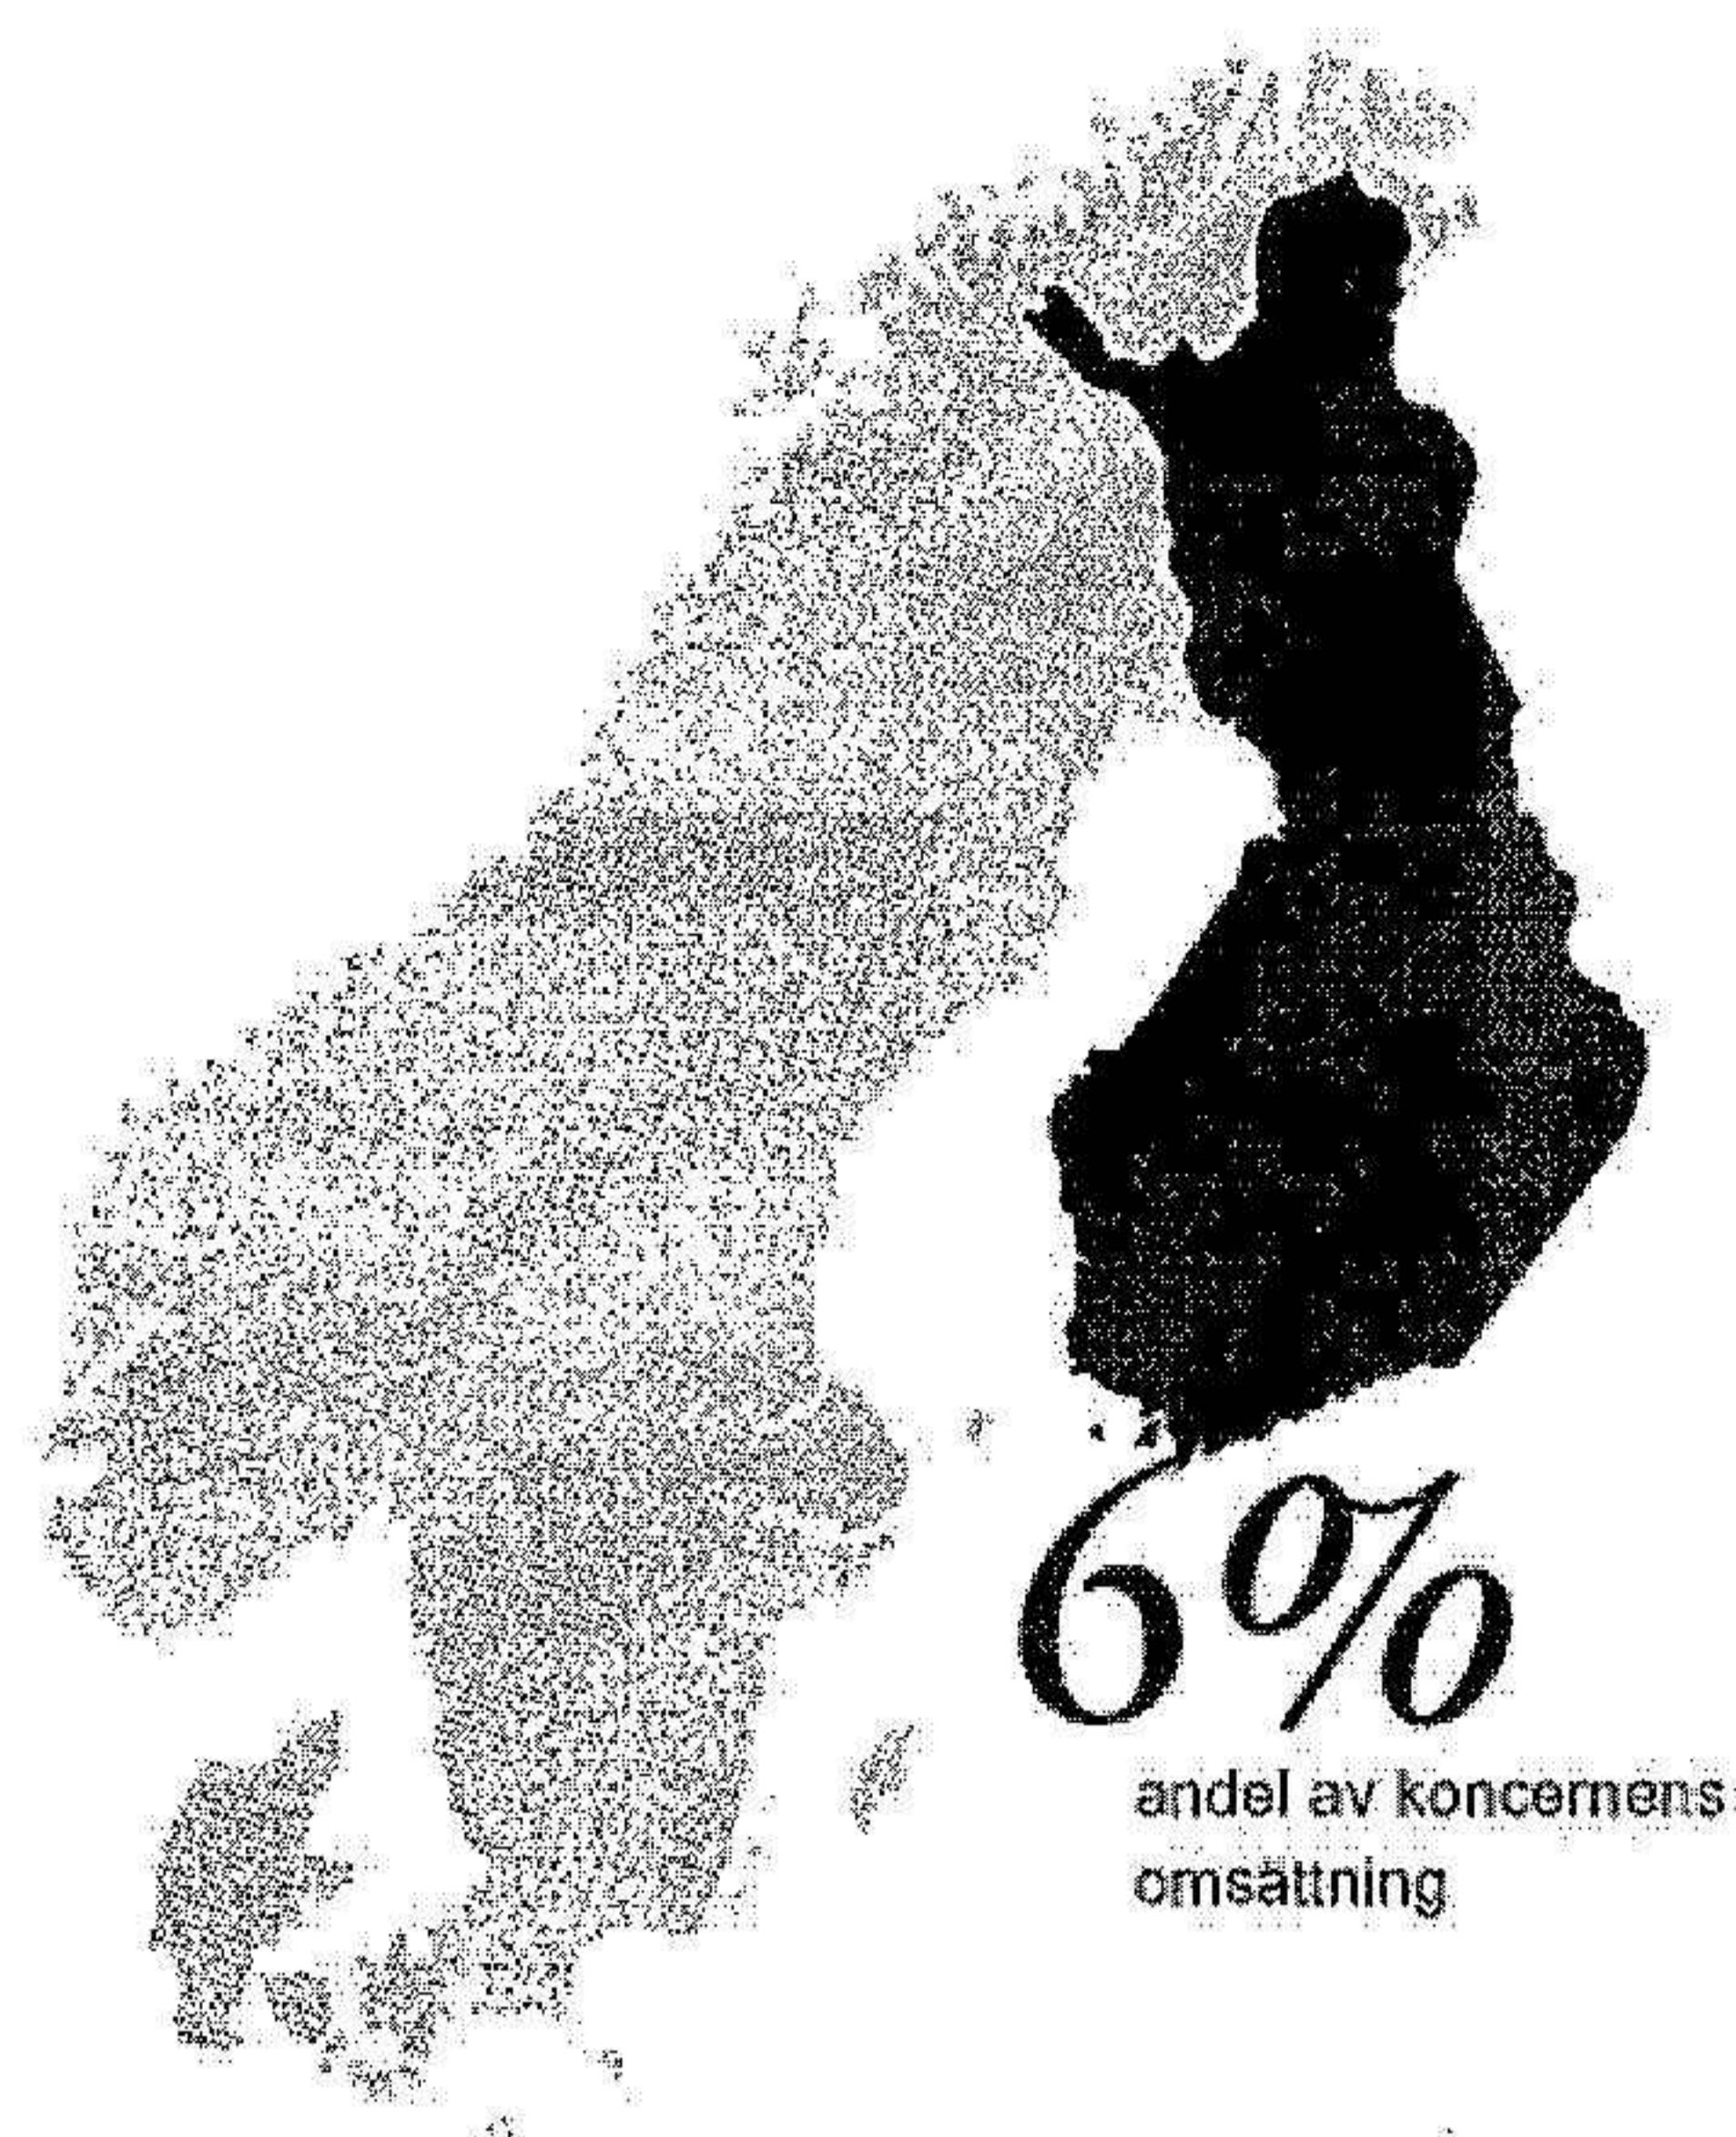 6%
andel av koncernens
omsättning